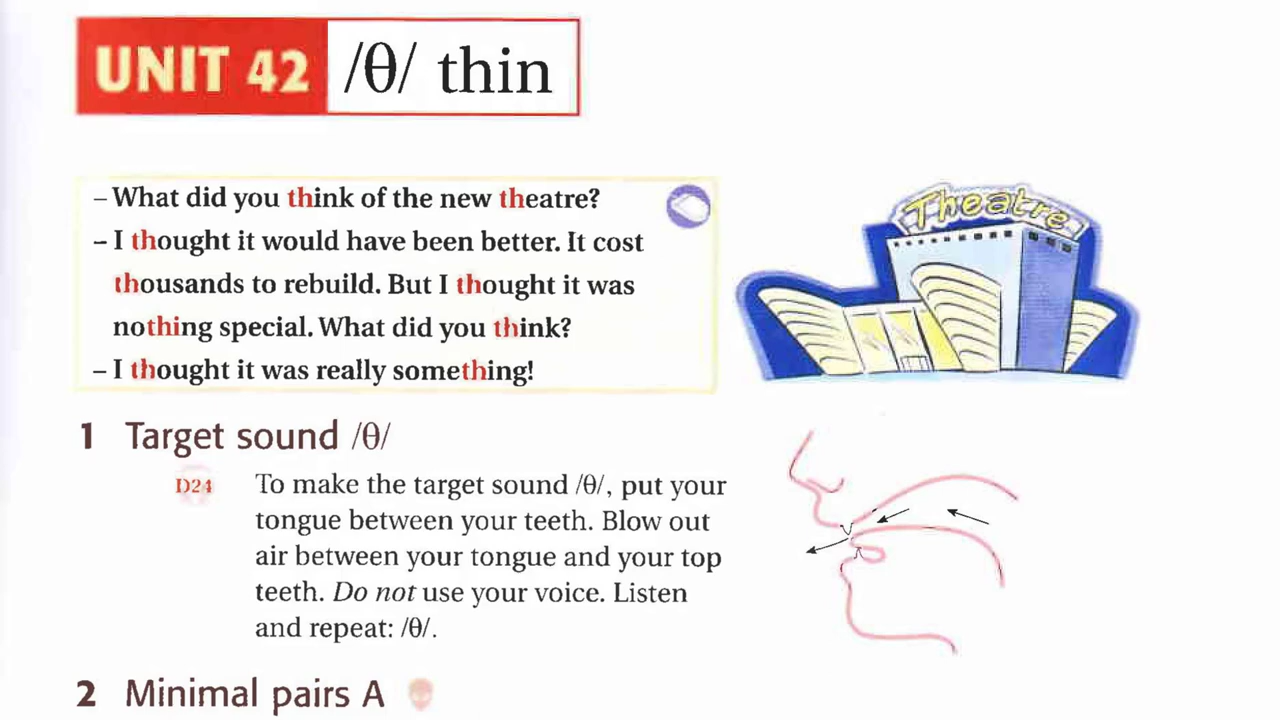 UNIT 42 /θ/ thin
– What did you think of the new theatre?
– I thought it would have been better. It cost
thousands to rebuild. But I thought it was
nothing special. What did you think?
– I thought it was really something!
Theatre
1 Target sound /θ/
D24 To make the target sound /θ/, put your
tongue between your teeth. Blow out
air between your tongue and your top
teeth. Do not use your voice. Listen
and repeat: /θ/.
2 Minimal pairs A